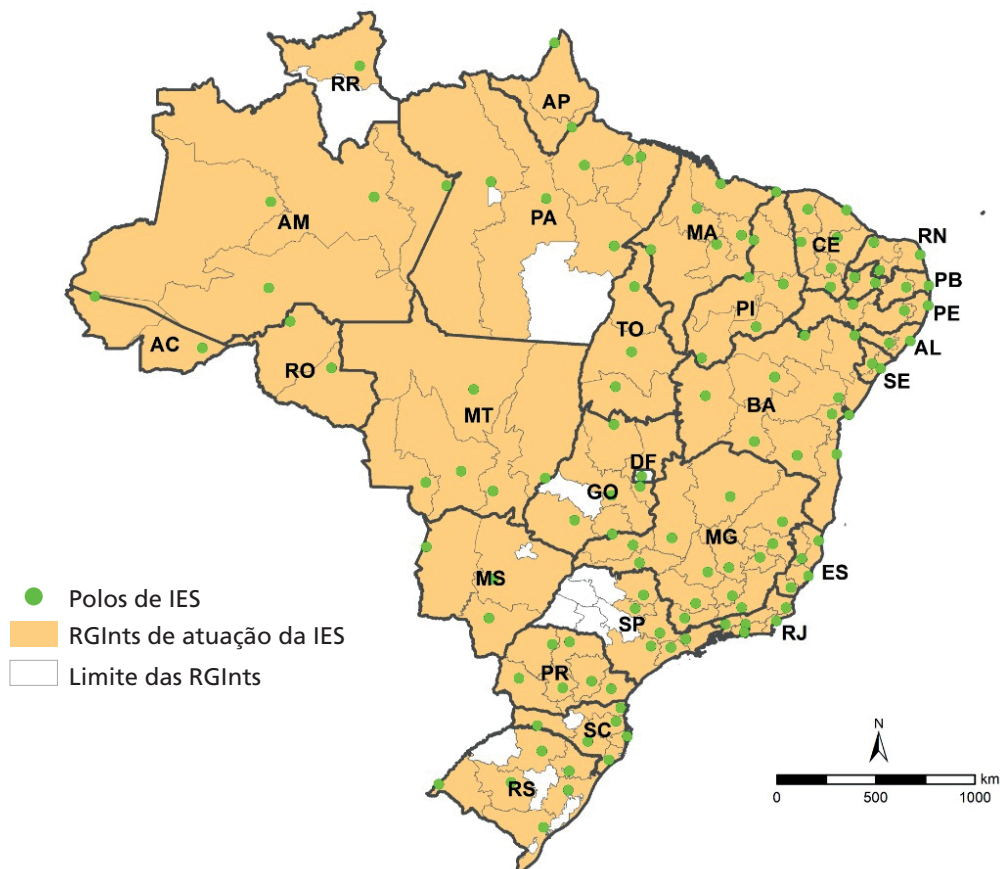 RR
AP
AM
PA
MA
CE
RN
PB
PE
AL
SE
PI
TO
AC
RO
MT
BA
DF
GO
MG
ES
MS
SP
RJ
PR
SC
RS
Polos de IES
RGInts de atuação da IES
Limite das RGInts
N
km
0 500 1000